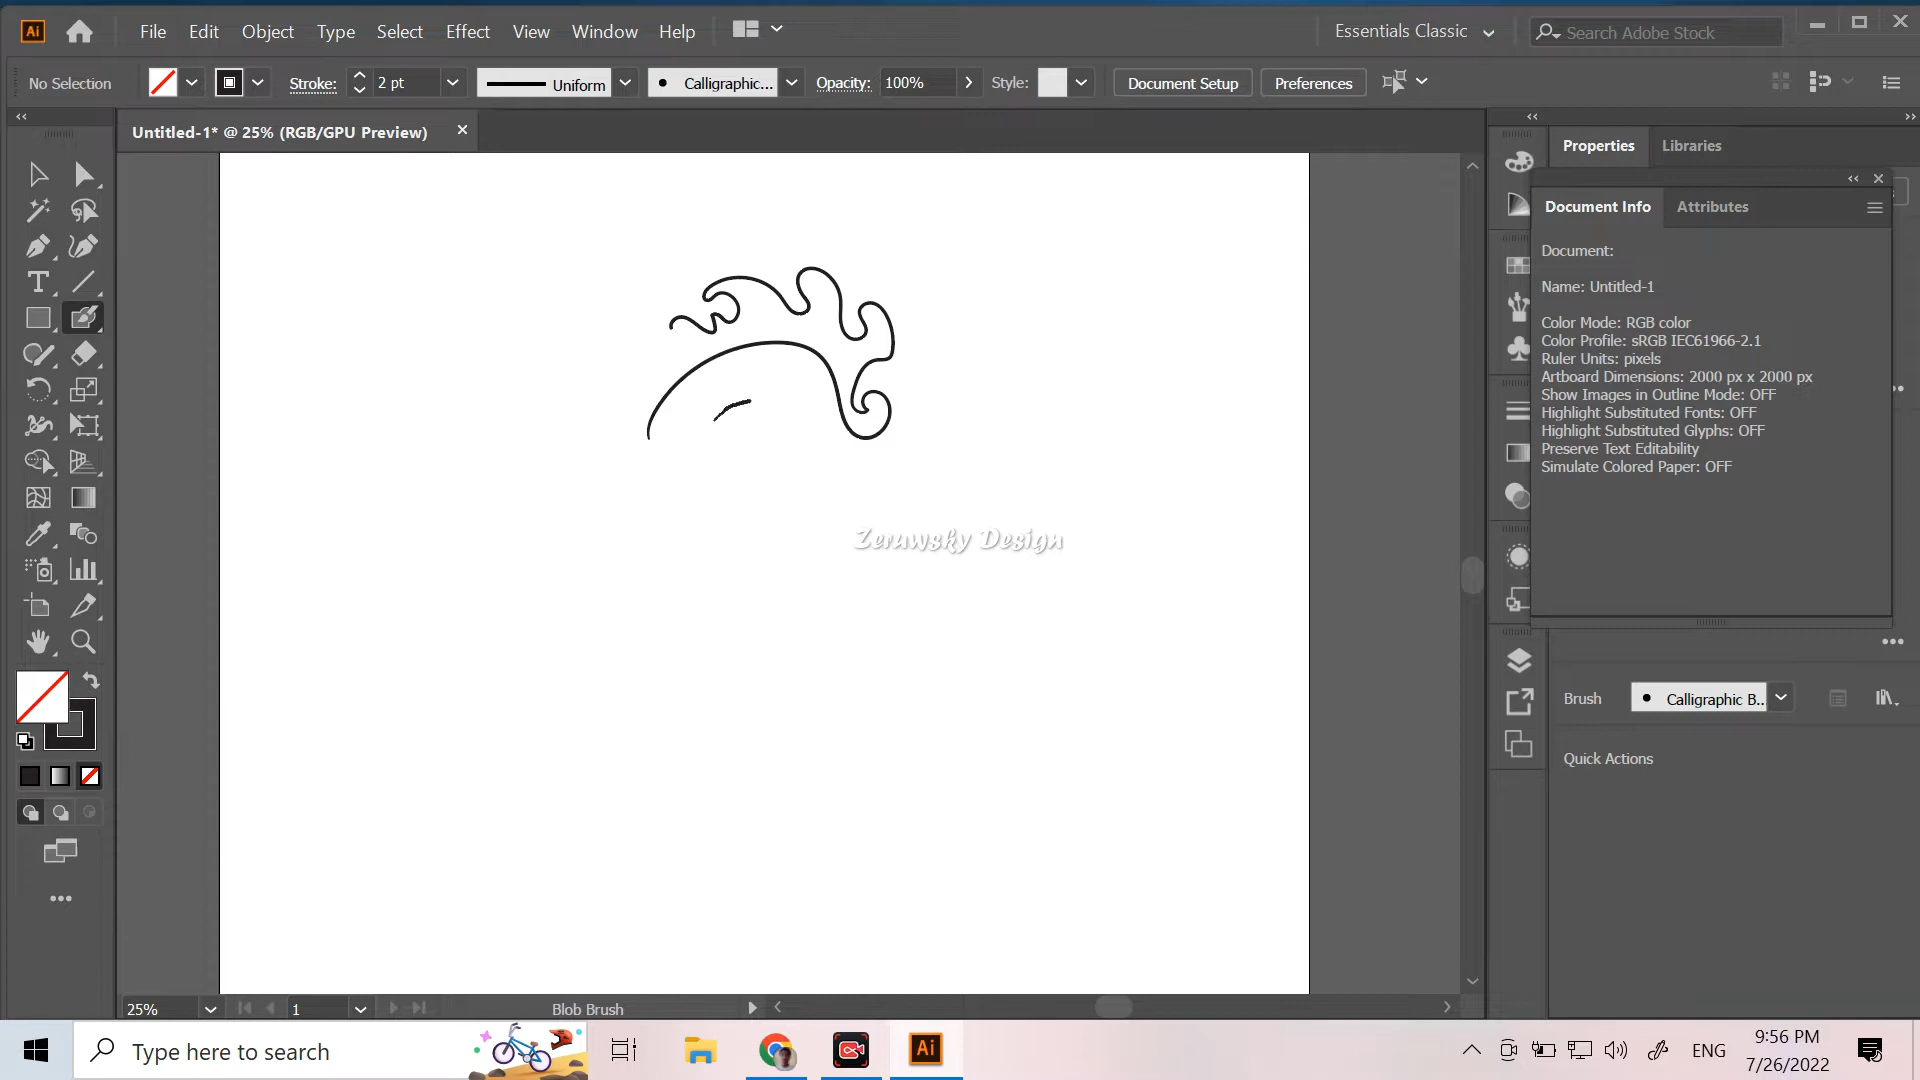 Ai File Edit Object Type Select Effect View Window Help Essentials Classic Search Adobe Stock
No Selection Stroke: 2 pt Uniform Calligraphic... Opacity: 100% Style: Document Setup Preferences
Untitled-1* @ 25% (RGB/GPU Preview)
Properties Libraries
Document Info Attributes
Document:
Name: Untitled-1
Color Mode: RGB color
Color Profile: sRGB IEC61966-2.1
Ruler Units: pixels
Artboard Dimensions: 2000 px x 2000 px
Show Images in Outline Mode: OFF
Highlight Substituted Fonts: OFF
Highlight Substituted Glyphs: OFF
Preserve Text Editability
Simulate Colored Paper: OFF
Zeruwsky Design
Brush Calligraphic B...
Quick Actions
25% 1 Blob Brush
Type here to search Ai ENG 9:56 PM
7/26/2022